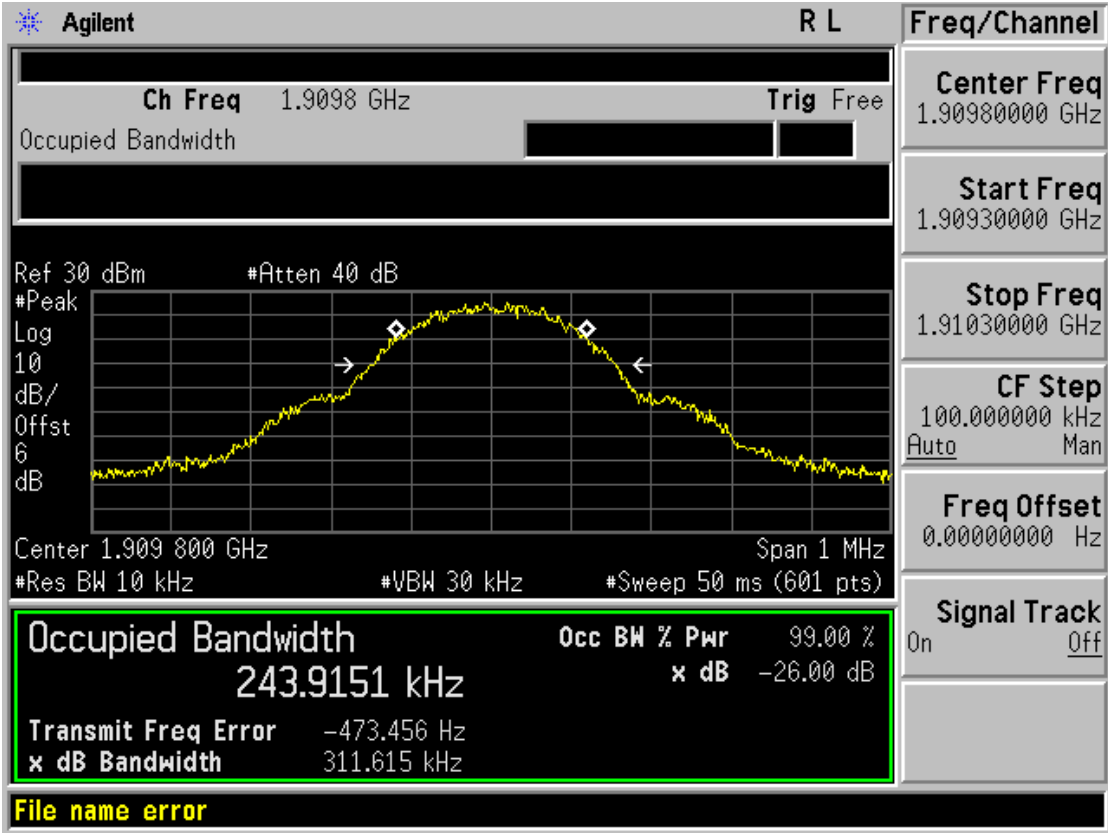 Agilent R L
Freq/Channel
Ch Freq 1.9098 GHz Trig Free
Occupied Bandwidth
Ref 30 dBm #Atten 40 dB
#Peak
Log
10
dB/
Offst
6
dB
Center 1.909 800 GHz Span 1 MHz
#Res BW 10 kHz #VBW 30 kHz #Sweep 50 ms (601 pts)
Occupied Bandwidth
243.9151 kHz
Occ BW % Pwr 99.00 %
x dB -26.00 dB
Transmit Freq Error -473.456 Hz
x dB Bandwidth 311.615 kHz
File name error
Center Freq
1.90980000 GHz
Start Freq
1.90930000 GHz
Stop Freq
1.91030000 GHz
CF Step
100.000000 kHz
Auto Man
Freq Offset
0.00000000 Hz
Signal Track
On Off